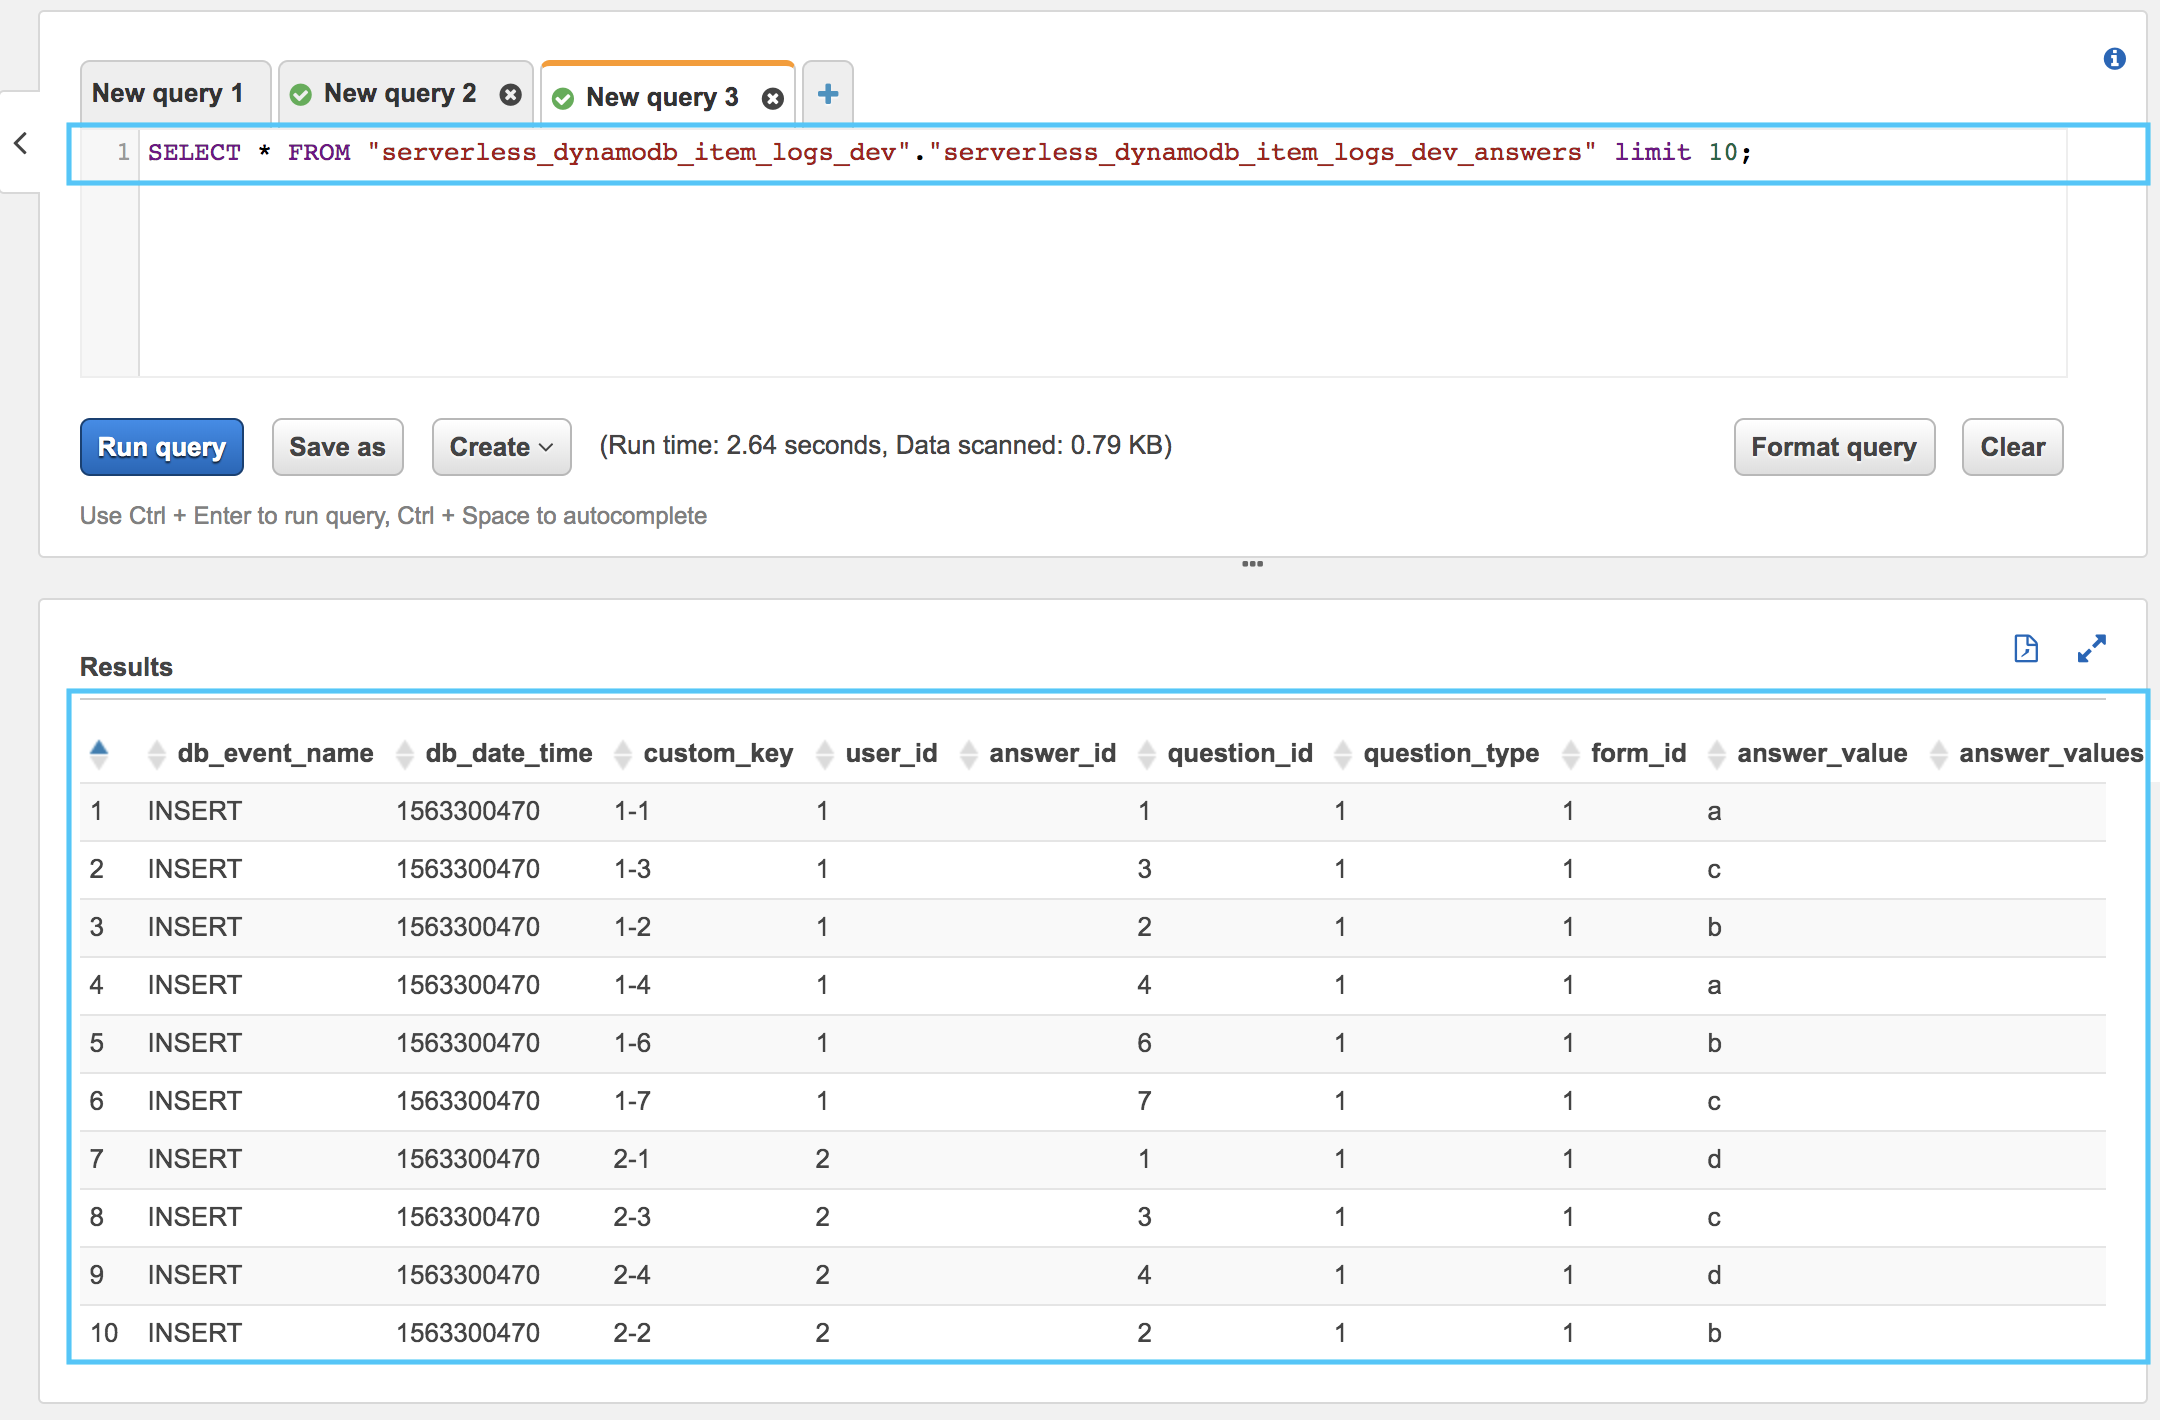 New query 1 New query 2 New query 3
1 SELECT * FROM "serverless_dynamodb_item_logs_dev"."serverless_dynamodb_item_logs_dev_answers" limit 10;
Run query Save as Create (Run time: 2.64 seconds, Data scanned: 0.79 KB) Format query Clear
Use Ctrl + Enter to run query, Ctrl + Space to autocomplete
Results
db_event_name db_date_time custom_key user_id answer_id question_id question_type form_id answer_value answer_values
1 INSERT 1563300470 1-1 1 1 1 1 a
2 INSERT 1563300470 1-3 1 3 1 1 c
3 INSERT 1563300470 1-2 1 2 1 1 b
4 INSERT 1563300470 1-4 1 4 1 1 a
5 INSERT 1563300470 1-6 1 6 1 1 b
6 INSERT 1563300470 1-7 1 7 1 1 c
7 INSERT 1563300470 2-1 2 1 1 1 d
8 INSERT 1563300470 2-3 2 3 1 1 c
9 INSERT 1563300470 2-4 2 4 1 1 d
10 INSERT 1563300470 2-2 2 2 1 1 b